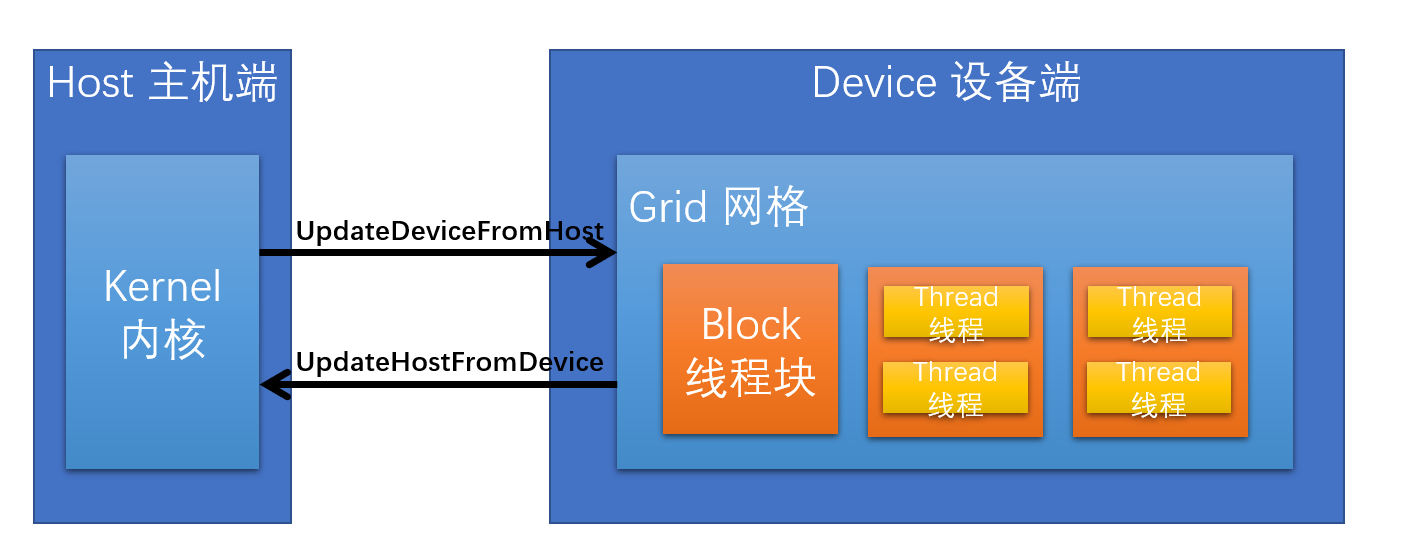 Host 主机端
Device 设备端
Kernel
内核
UpdateDeviceFromHost
UpdateHostFromDevice
Grid 网格
Block
线程块
Thread
线程
Thread
线程
Thread
线程
Thread
线程